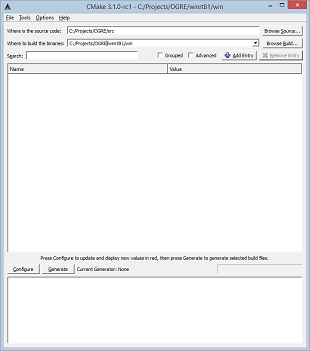 CMake 3.1.0-rc1 - C:/Projects/OGRE/winrt81/win
File Tools Options Help
Where is the source code: C:/Projects/OGRE/src Browse Source...
Where to build the binaries: C:/Projects/OGRE/winrt81/win Browse Build...
Search: Grouped Advanced Add Entry Remove Entry
Name Value
Press Configure to update and display new values in red, then press Generate to generate selected build files.
Configure Generate Current Generator: None